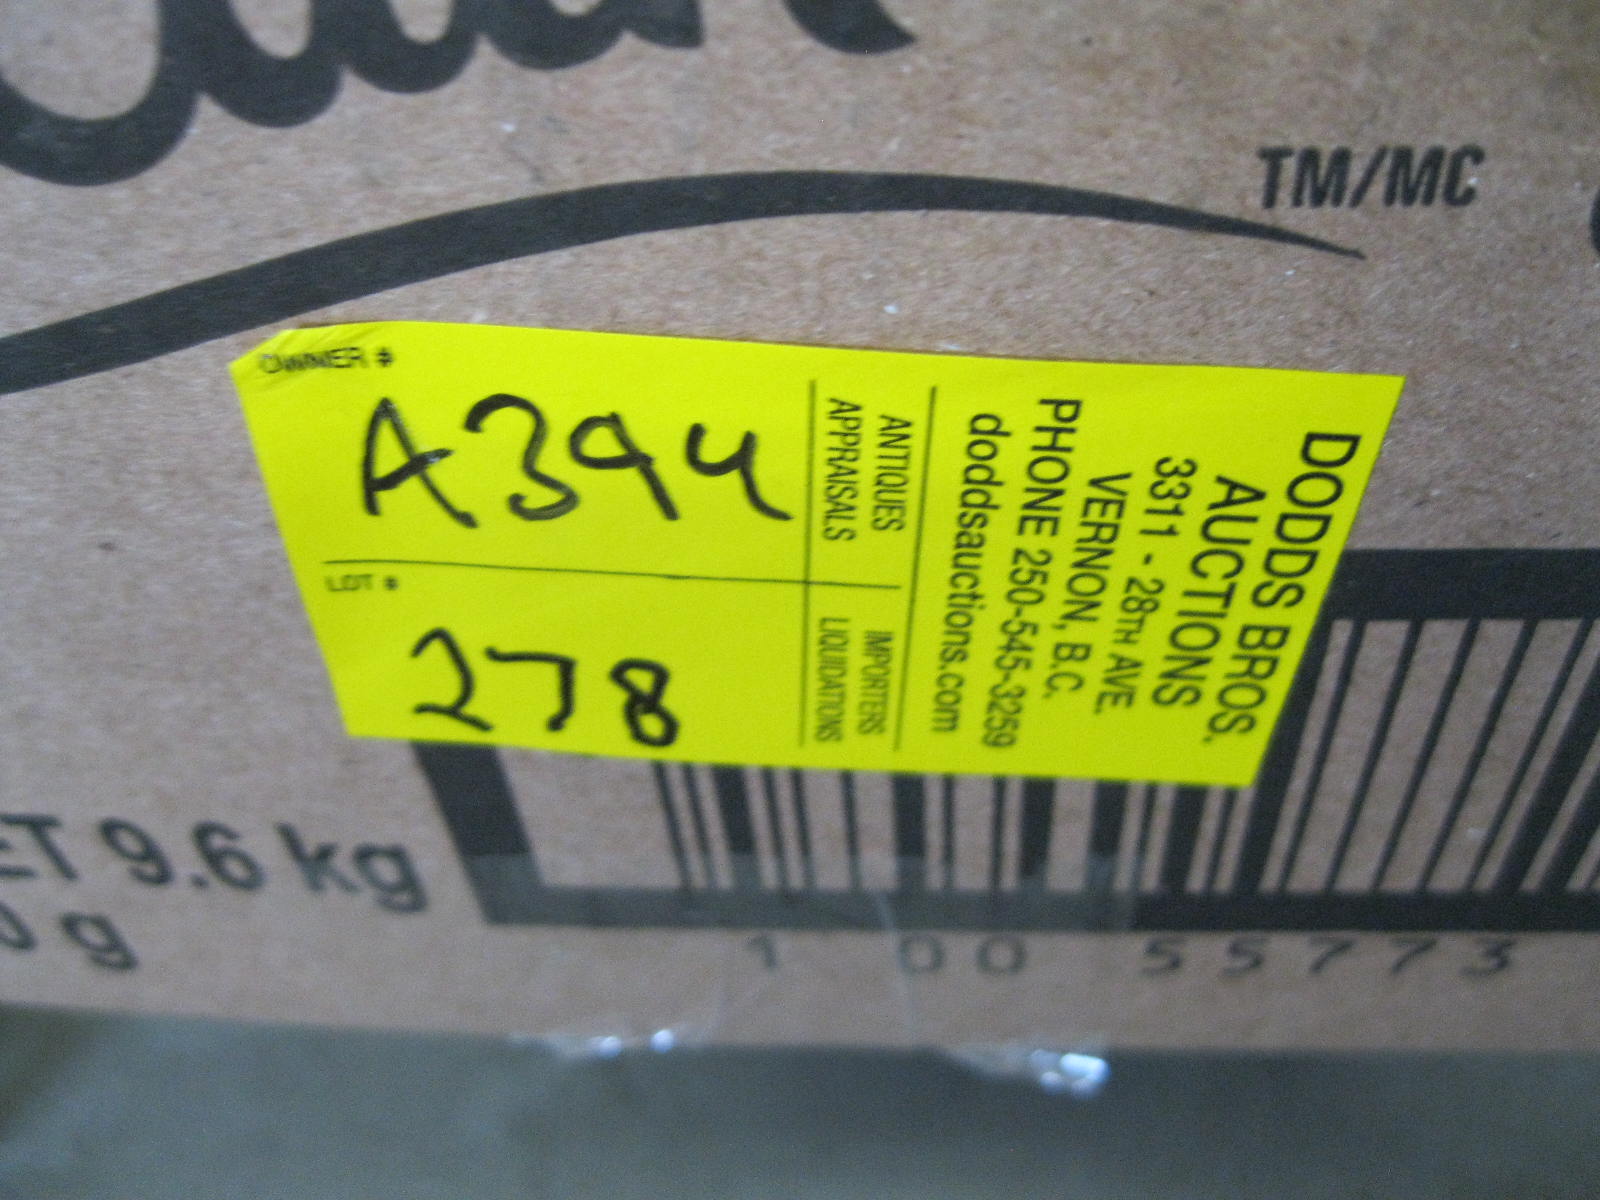 TM/MC
OWNER #
A394
LOT #
278
ANTIQUES
APPRAISALS
IMPORTERS
LIQUIDATIONS
DODDS BROS.
AUCTIONS
3311 - 28TH AVE.
VERNON, B.C.
PHONE 250-545-3259
doddsauctions.com
9.6 kg
g
1 00 55773